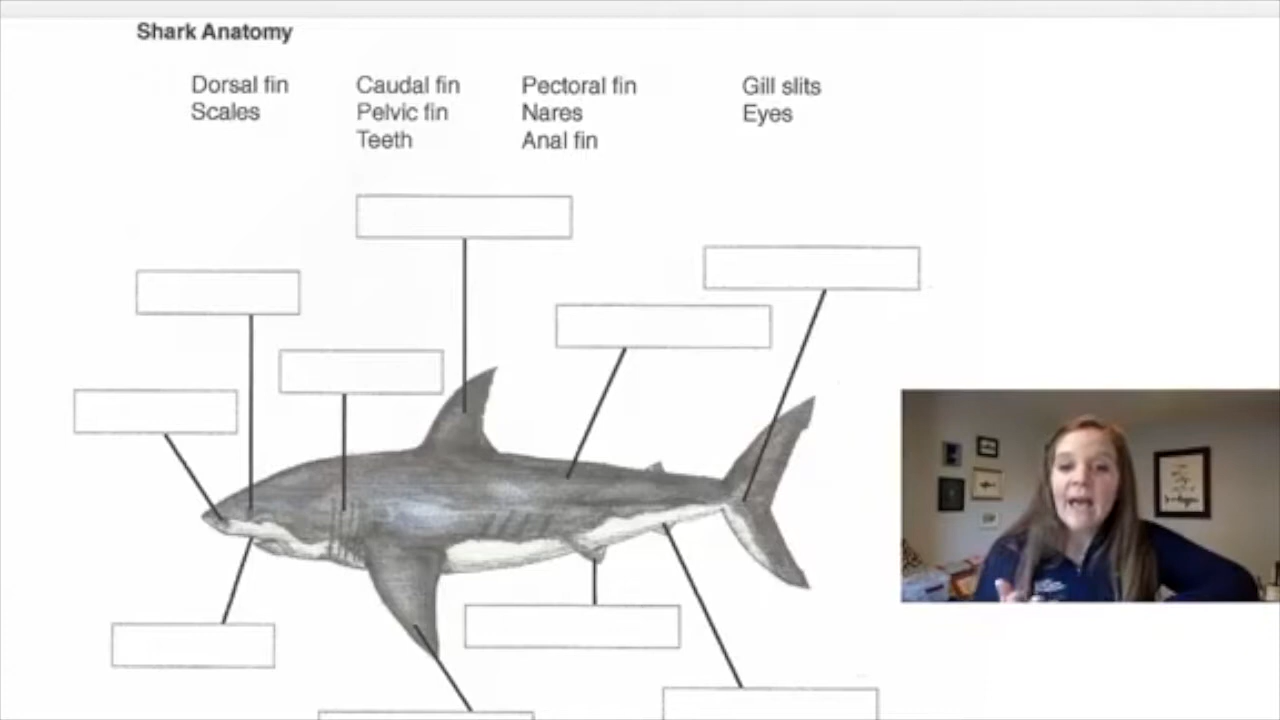 Shark Anatomy
Dorsal fin Caudal fin Pectoral fin Gill slits
Scales Pelvic fin Nares Eyes
Teeth Anal fin